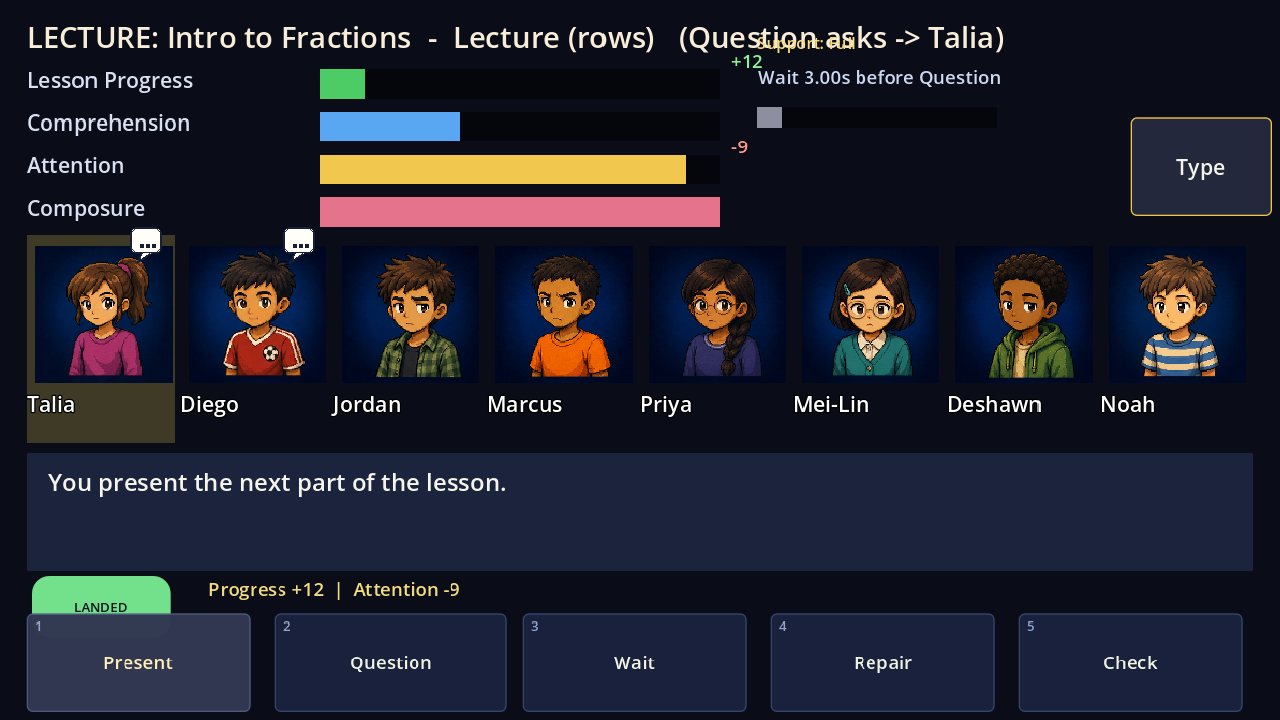 LECTURE: Intro to Fractions - Lecture (rows) (Question asks -> Talia)
Support: Full
+12
Lesson Progress
Wait 3.00s before Question
Comprehension
-9
Attention
Type
Composure
...
...
Talia
Diego
Jordan
Marcus
Priya
Mei-Lin
Deshawn
Noah
You present the next part of the lesson.
Progress +12 | Attention -9
LANDED
1
Present
2
Question
3
Wait
4
Repair
5
Check